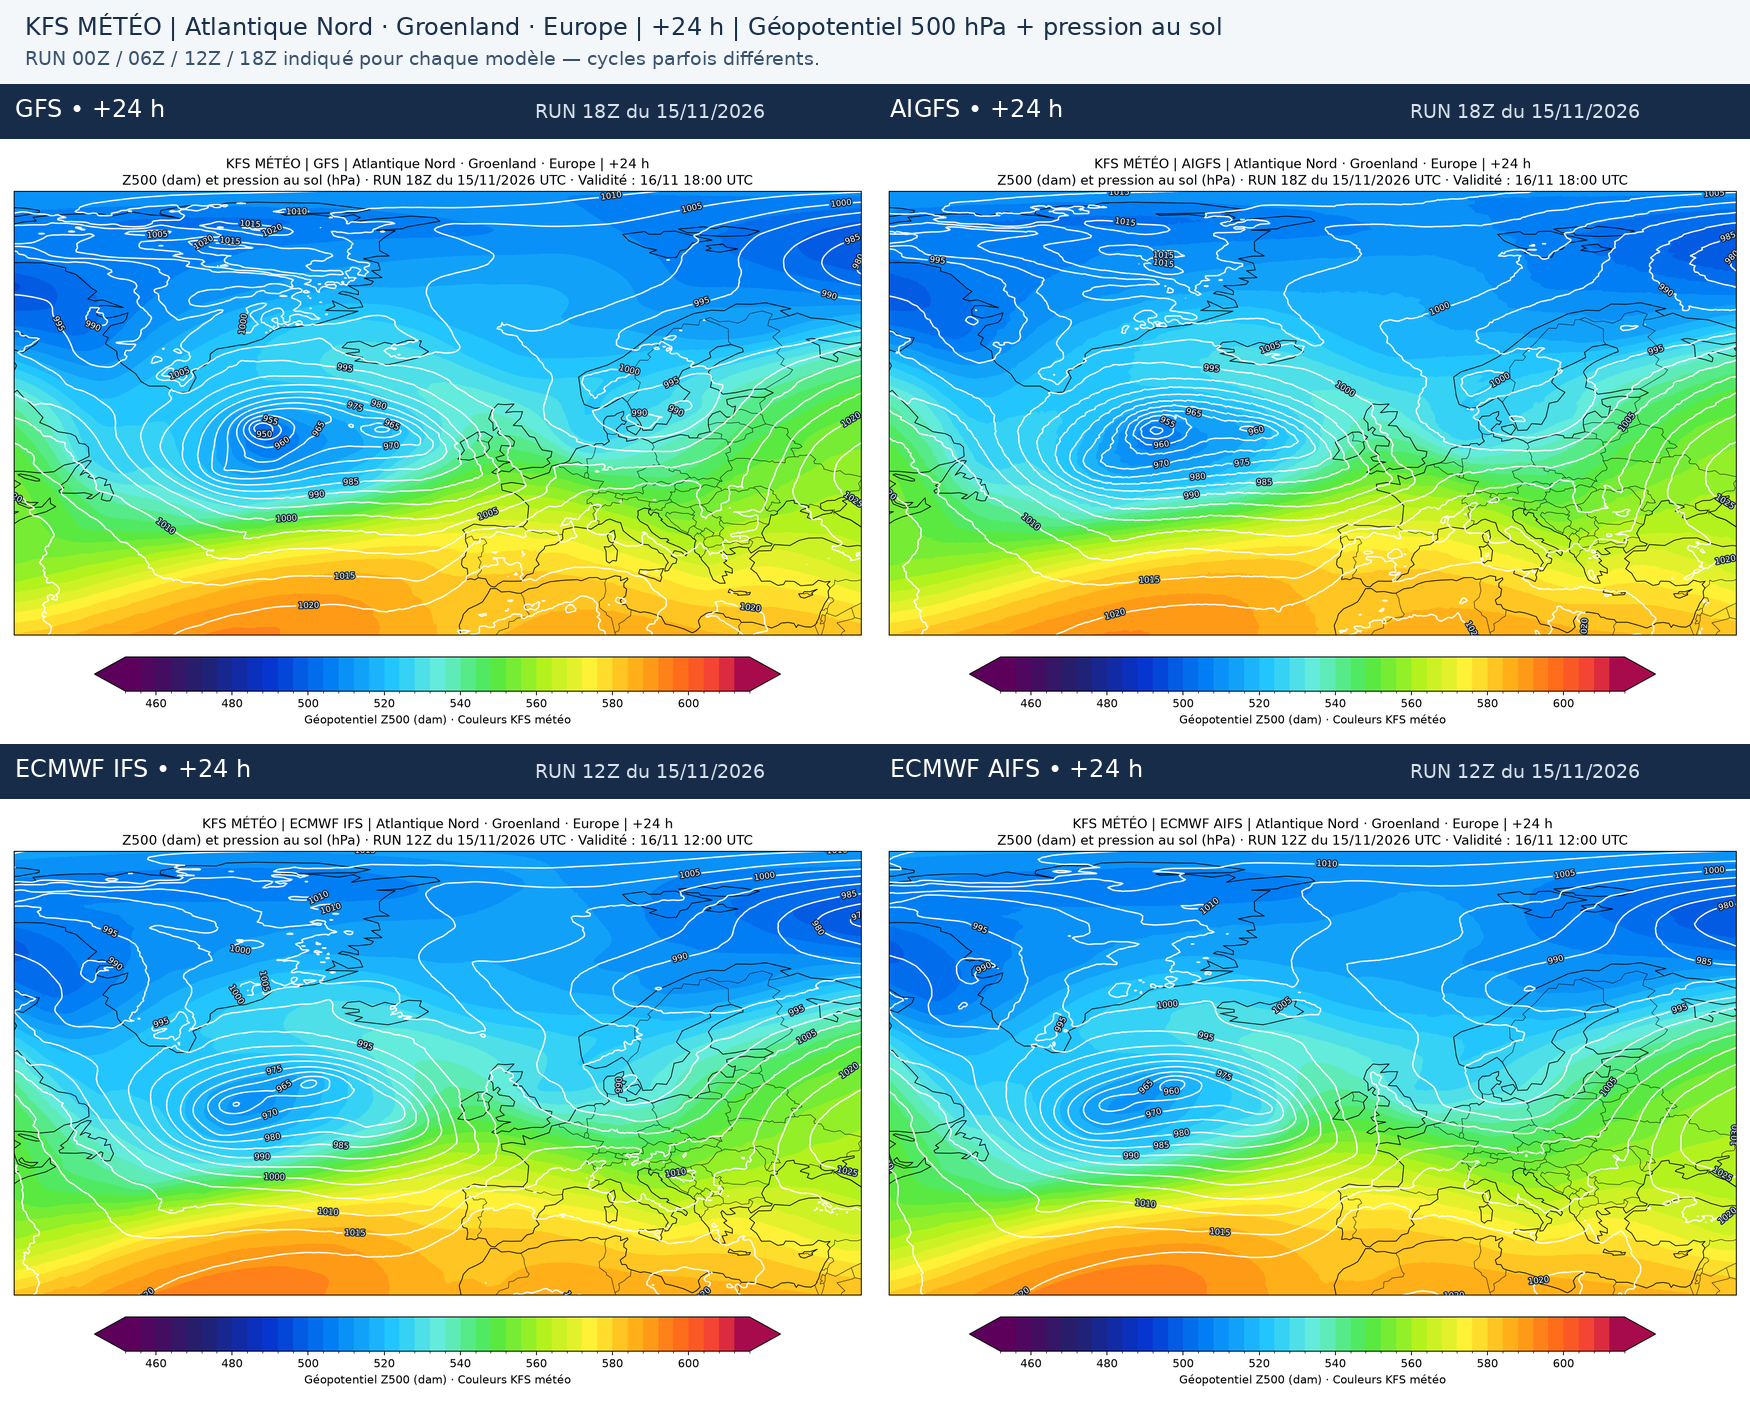 KFS MÉTÉO | Atlantique Nord · Groenland · Europe | +24 h | Géopotentiel 500 hPa + pression au sol
RUN 00Z / 06Z / 12Z / 18Z indiqué pour chaque modèle — cycles parfois différents.
GFS • +24 h
RUN 18Z du 15/11/2026
AIGFS • +24 h
RUN 18Z du 15/11/2026
KFS MÉTÉO | GFS | Atlantique Nord · Groenland · Europe | +24 h
Z500 (dam) et pression au sol (hPa) · RUN 18Z du 15/11/2026 UTC · Validité : 16/11 18:00 UTC
KFS MÉTÉO | AIGFS | Atlantique Nord · Groenland · Europe | +24 h
Z500 (dam) et pression au sol (hPa) · RUN 18Z du 15/11/2026 UTC · Validité : 16/11 18:00 UTC
460 480 500 520 540 560 580 600
Géopotentiel Z500 (dam) · Couleurs KFS météo
460 480 500 520 540 560 580 600
Géopotentiel Z500 (dam) · Couleurs KFS météo
ECMWF IFS • +24 h
RUN 12Z du 15/11/2026
ECMWF AIFS • +24 h
RUN 12Z du 15/11/2026
KFS MÉTÉO | ECMWF IFS | Atlantique Nord · Groenland · Europe | +24 h
Z500 (dam) et pression au sol (hPa) · RUN 12Z du 15/11/2026 UTC · Validité : 16/11 12:00 UTC
KFS MÉTÉO | ECMWF AIFS | Atlantique Nord · Groenland · Europe | +24 h
Z500 (dam) et pression au sol (hPa) · RUN 12Z du 15/11/2026 UTC · Validité : 16/11 12:00 UTC
460 480 500 520 540 560 580 600
Géopotentiel Z500 (dam) · Couleurs KFS météo
460 480 500 520 540 560 580 600
Géopotentiel Z500 (dam) · Couleurs KFS météo